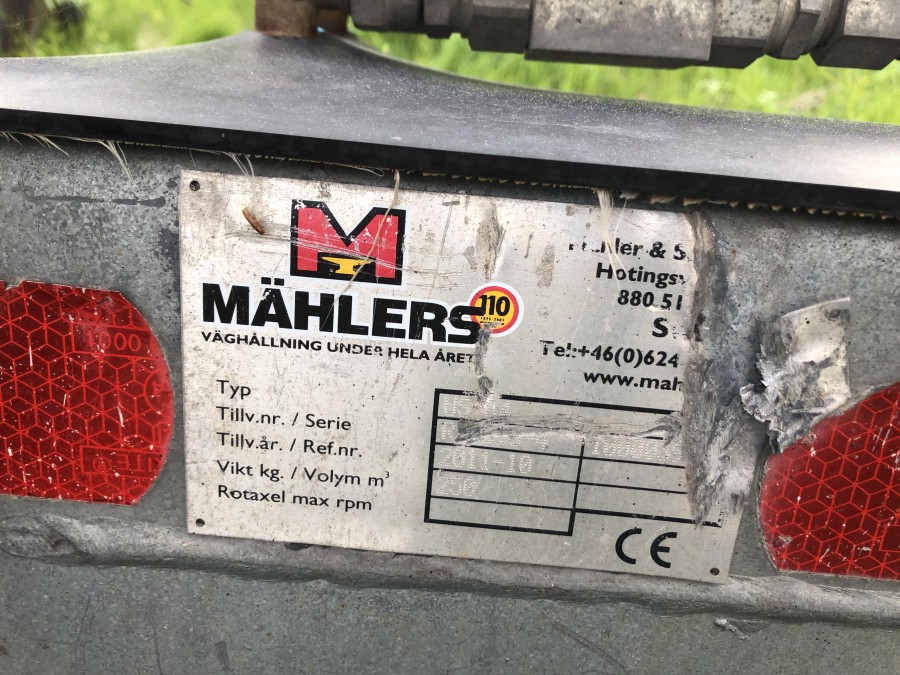 M
MÄHLERS
110
VÄGHÅLLNING UNDER HELA ÅRET
& S
Hotings
880 51
S
Tel:+46(0)624
www.mah
Typ
Tillv.nr. / Serie
Tillv.år. / Ref.nr. 2011-10
Vikt kg. / Volym m³ 250
Rotaxel max rpm
CE